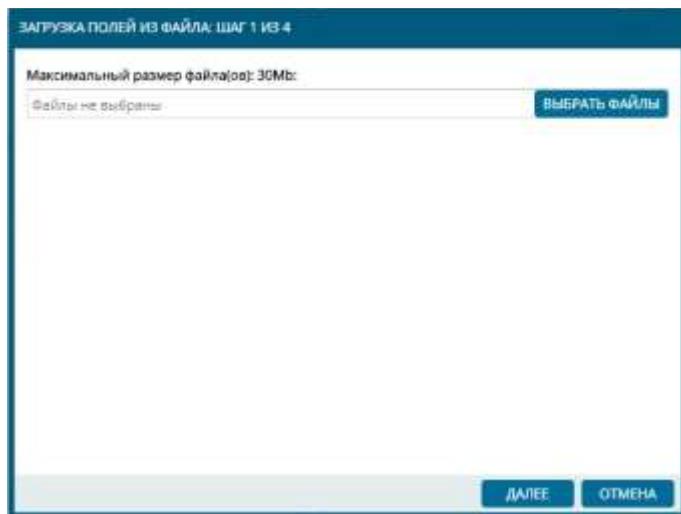 ЗАГРУЗКА ПОЛЕЙ ИЗ ФАЙЛА: ШАГ 1 ИЗ 4
Максимальный размер файла(ов): 30Mb:
Файлы не выбраны
ВЫБРАТЬ ФАЙЛЫ
ДАЛЕЕ
ОТМЕНА